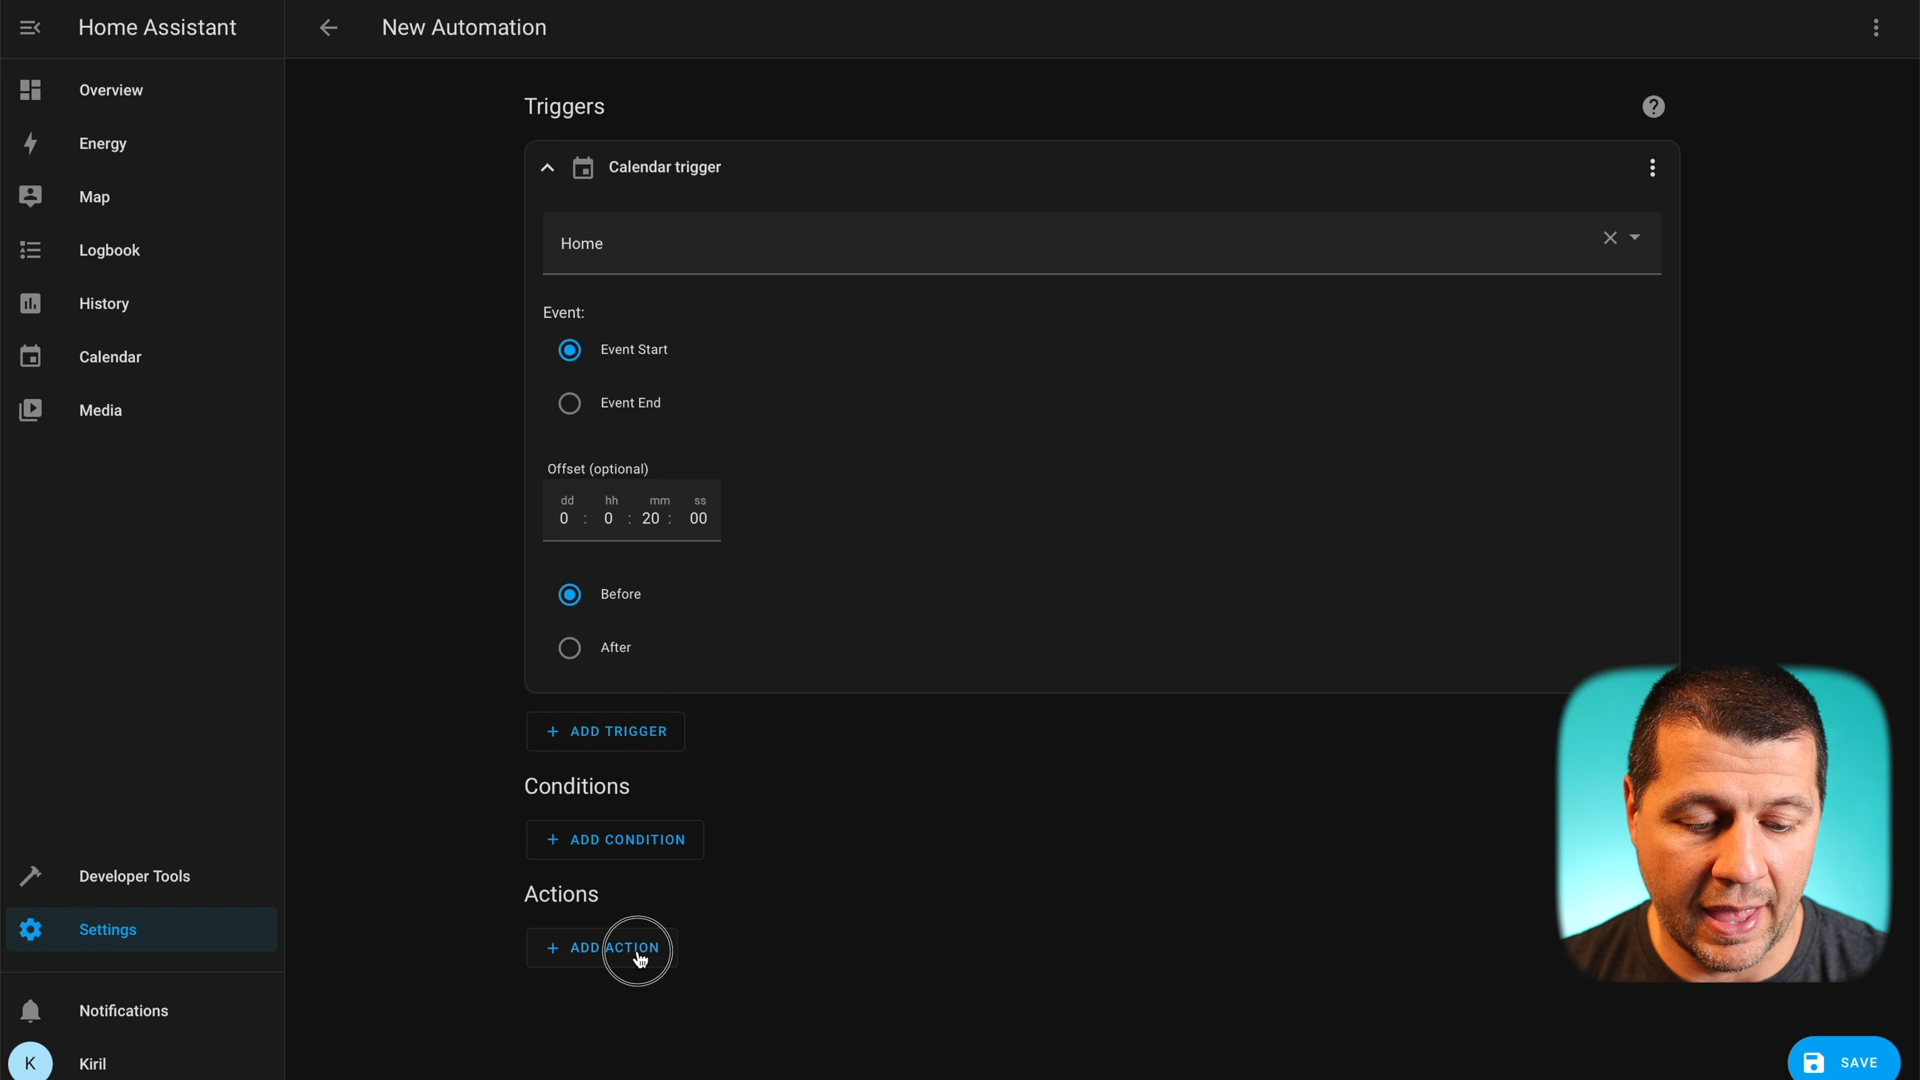 Home Assistant
New Automation
Overview
Energy
Map
Logbook
History
Calendar
Media
Developer Tools
Settings
Notifications
K
Kiril
Triggers
?
Calendar trigger
Home
Event:
Event Start
Event End
Offset (optional)
dd hh mm ss
0 : 0 : 20 : 00
Before
After
+ ADD TRIGGER
Conditions
+ ADD CONDITION
Actions
+ ADD ACTION
SAVE